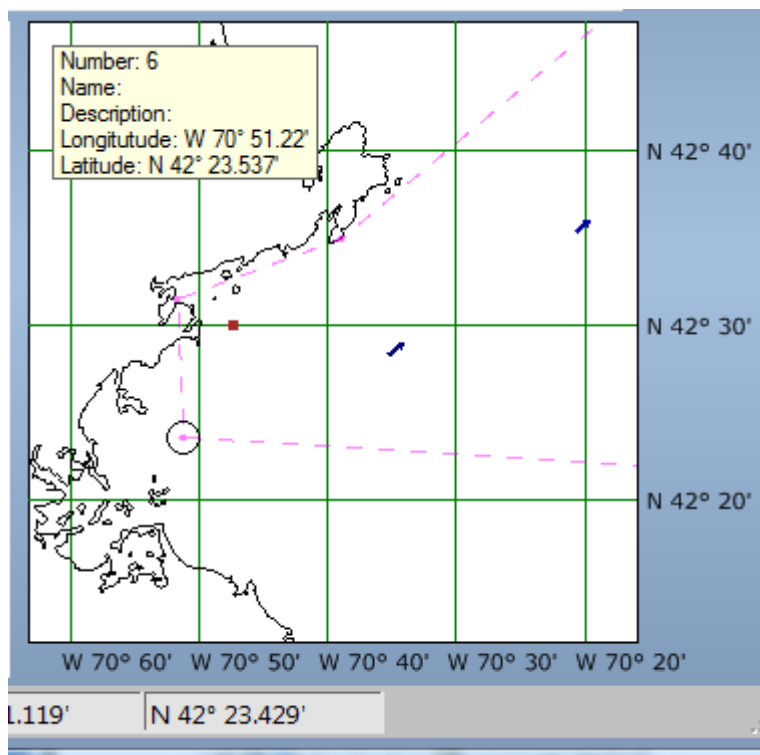 Number: 6
Name:
Description:
Longitutude: W 70° 51.22'
Latitude: N 42° 23.537'
N 42° 40'
N 42° 30'
N 42° 20'
W 70° 60' W 70° 50' W 70° 40' W 70° 30' W 70° 20'
1.119' N 42° 23.429'